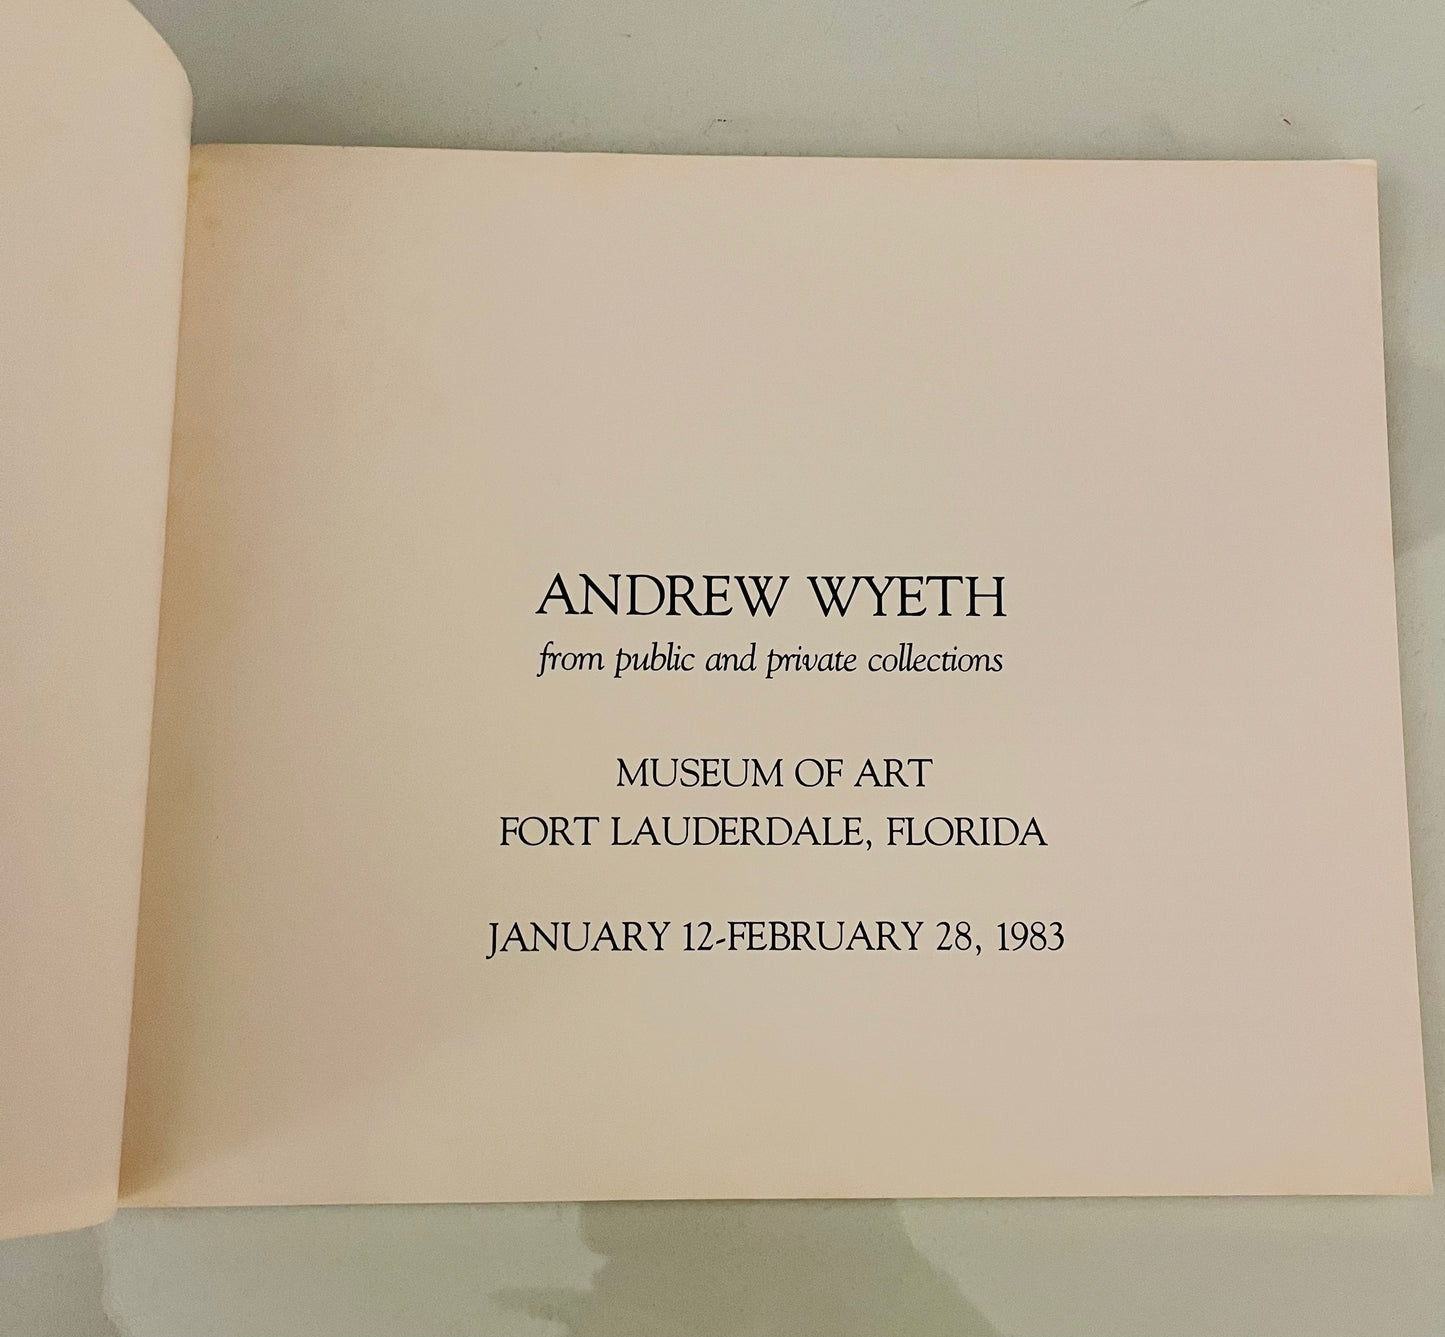 ANDREW WYETH
from public and private collections
MUSEUM OF ART
FORT LAUDERDALE, FLORIDA
JANUARY 12-FEBRUARY 28, 1983